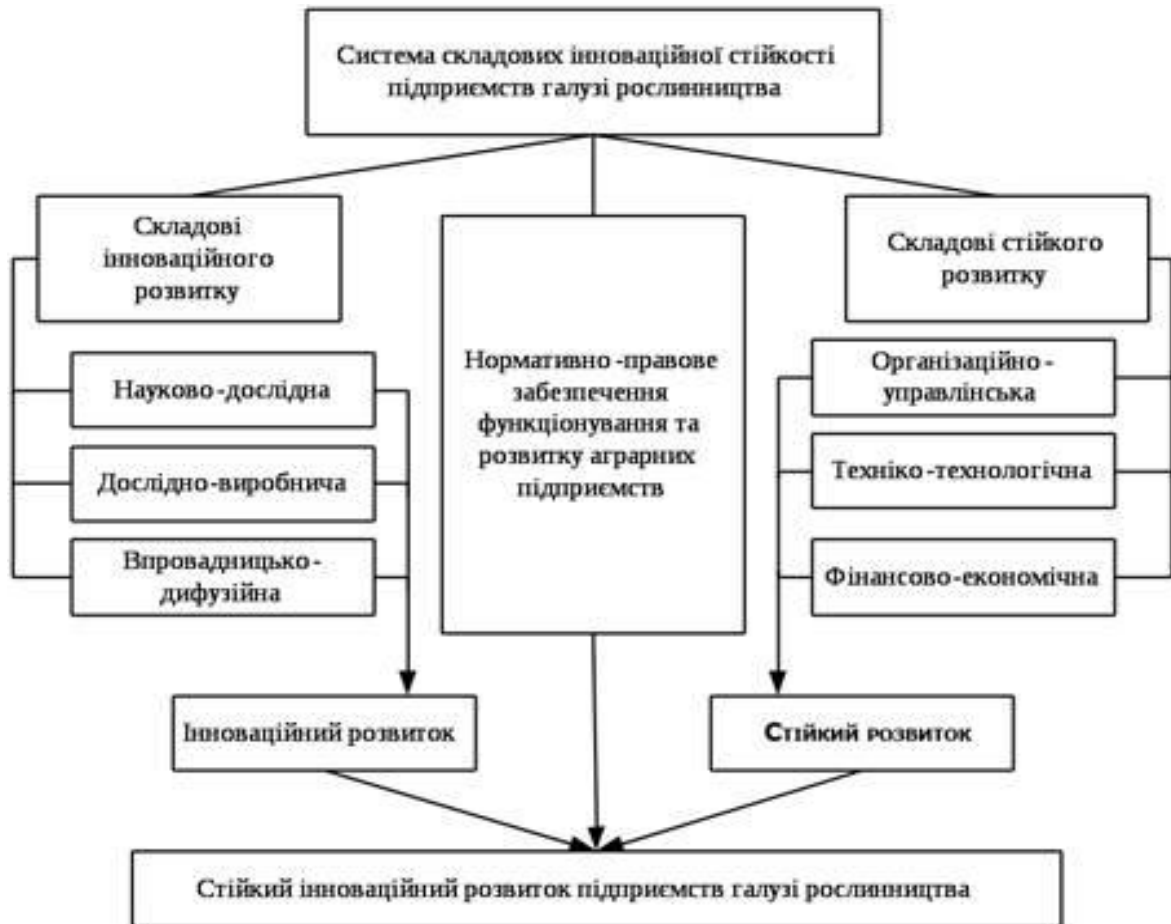 Система складових інноваційної стійкості
підприємств галузі рослинництва
Складові
інноваційного
розвитку
Науково-дослідна
Дослідно-виробнича
Впровадницько-
дифузійна
Нормативно-правове
забезпечення
функціонування та
розвитку аграрних
підприємств
Складові стійкого
розвитку
Організаційно-
управлінська
Техніко-технологічна
Фінансово-економічна
Інноваційний розвиток
Стійкий розвиток
Стійкий інноваційний розвиток підприємств галузі рослинництва